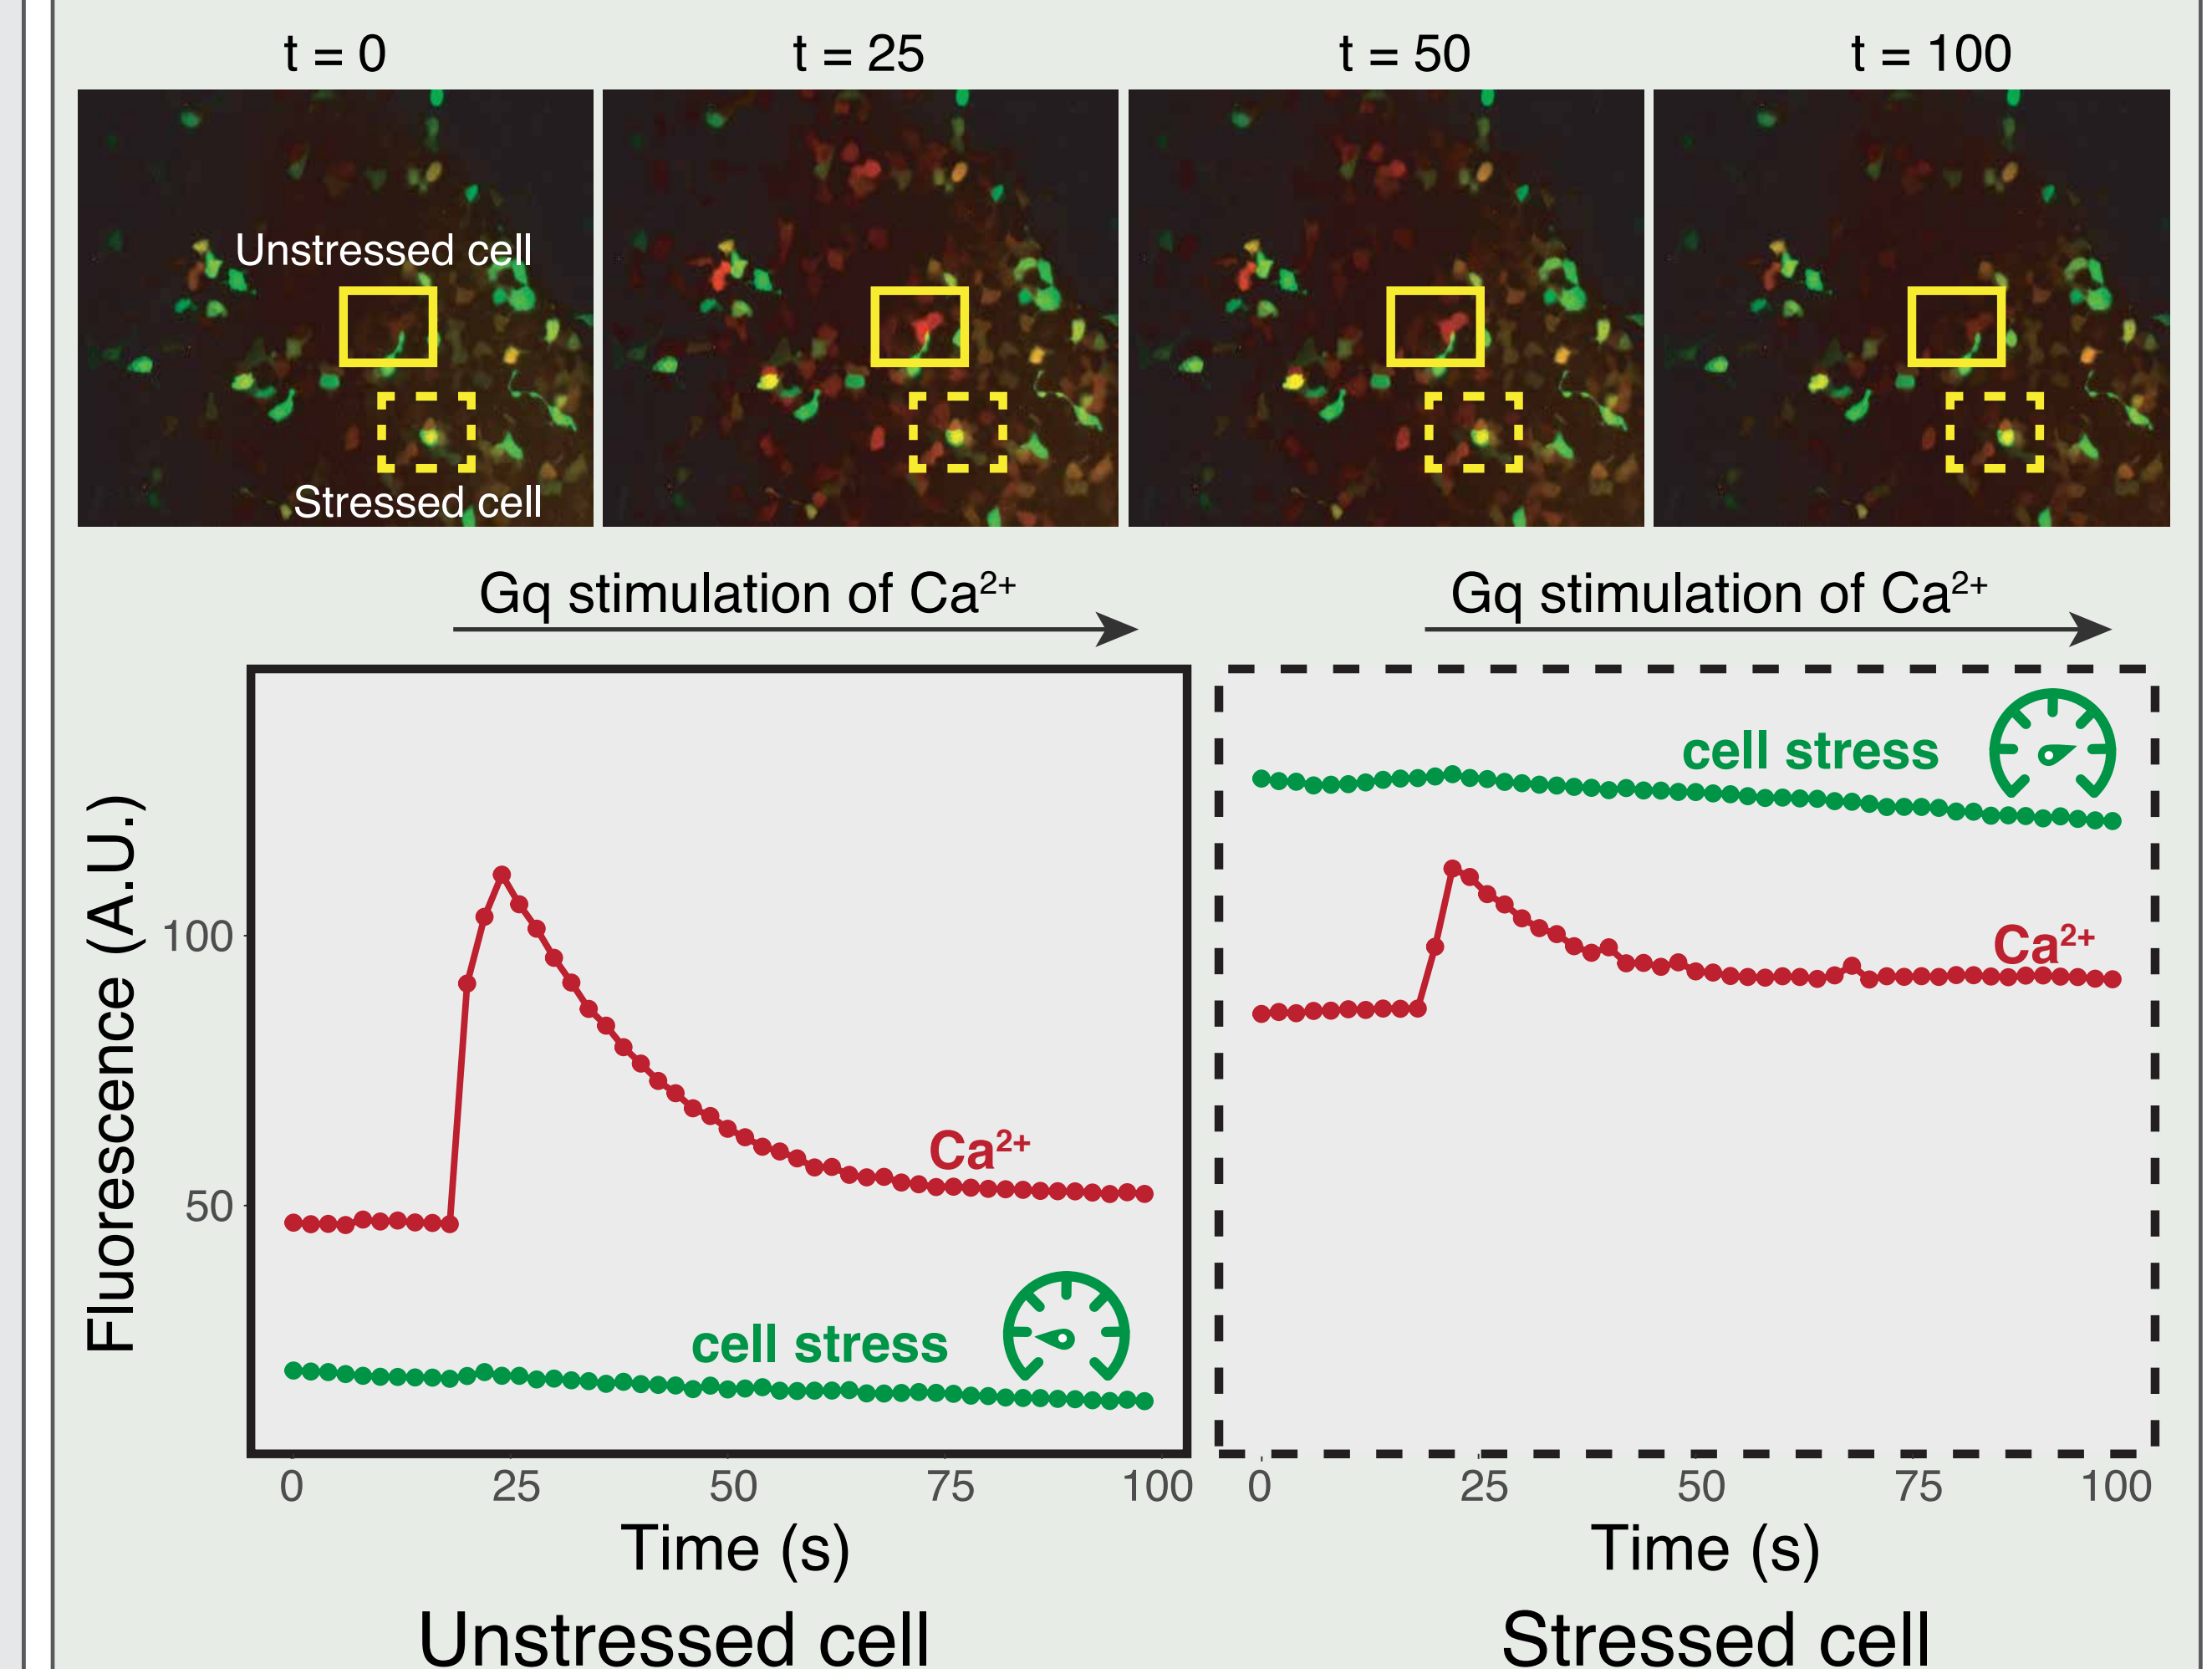 t = 0
t = 25
t = 50
t = 100
Unstressed cell
Stressed cell
Gq stimulation of Ca²⁺
Gq stimulation of Ca²⁺
Fluorescence (A.U.)
100
50
Ca²⁺
cell stress
cell stress
Ca²⁺
0
25
50
75
100
0
25
50
75
100
Time (s)
Time (s)
Unstressed cell
Stressed cell